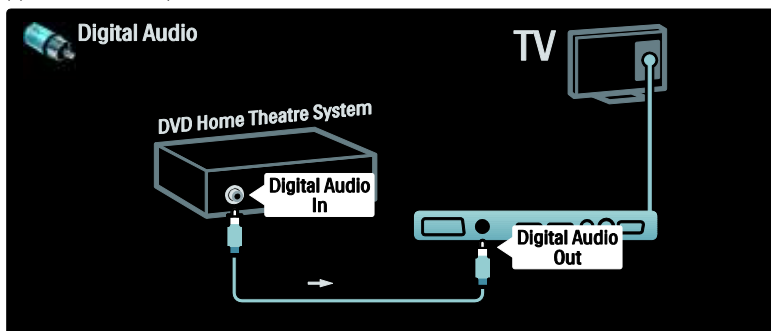 Digital Audio
TV
DVD Home Theatre System
Digital Audio
In
Digital Audio
Out